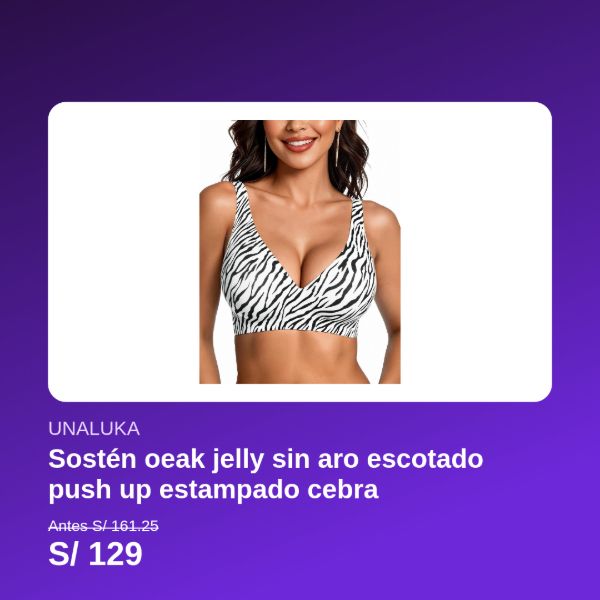 UNALUKA
Sostén oeak jelly sin aro escotado
push up estampado cebra
Antes S/ 161.25
S/ 129